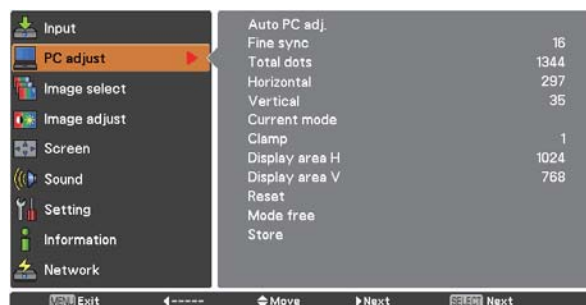 Input
PC adjust
Image select
Image adjust
Screen
Sound
Setting
Information
Network
Auto PC adj.
Fine sync 16
Total dots 1344
Horizontal 297
Vertical 35
Current mode
Clamp 1
Display area H 1024
Display area V 768
Reset
Mode free
Store
MENU Exit ----- Move Next SELECT Next